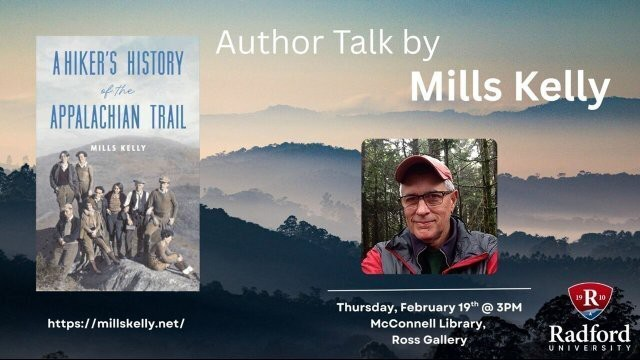 A HIKER'S HISTORY
of the
APPALACHIAN TRAIL
MILLS KELLY
https://millskelly.net/
Author Talk by
Mills Kelly
Thursday, February 19th @ 3PM
McConnell Library,
Ross Gallery
19 R 10
Radford
UNIVERSITY